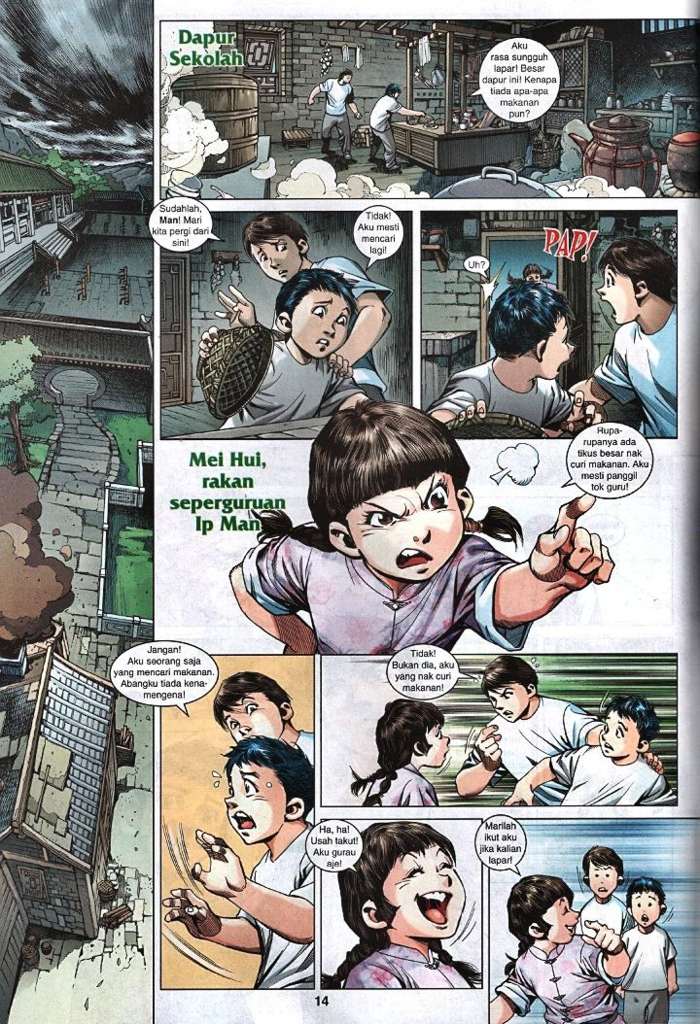 Dapur
Sekolah
Aku
rasa sungguh
lapar! Besar
dapur ini! Kenapa
tiada apa-apa
makanan
pun?
Sudahlah,
Man! Mari
kita pergi dari
sini!
Tidak!
Aku mesti
mencari
lagi!
Uh?
PAP!
Mei Hui,
rakan
seperguruan
Ip Man
Rupa-
rupanya ada
tikus besar nak
curi makanan. Aku
mesti panggil
tok guru!
Jangan!
Aku seorang saja
yang mencari makanan.
Abangku tiada kena-
mengena!
Tidak!
Bukan dia, aku
yang nak curi
makanan!
Ha, ha!
Usah takut!
Aku gurau
aje!
Marilah
ikut aku
jika kalian
lapar!
14